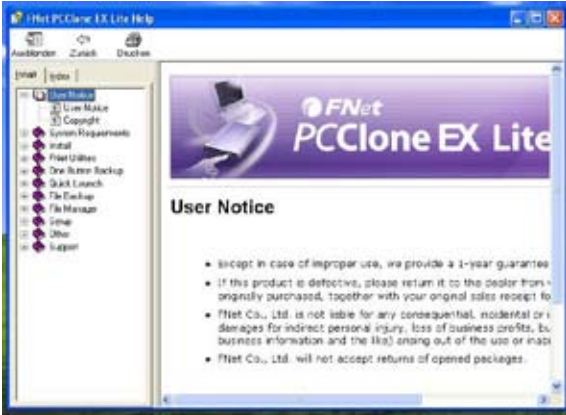 FNet PCClone EX Lite Help
Ausblenden Zurück Drucken
Inhalt Index
User Notice
User Notice
Copyright
System Requirements
Install
FNet Utilities
One Button Backup
Quick Launch
File Backup
File Manager
Setup
Other
Support
FNet
PCClone EX Lite
User Notice
Except in case of improper use, we provide a 1-year guarantee
If this product is defective, please return it to the dealer from
originally purchased, together with your original sales receipt
FNet Co., Ltd. is not liable for any consequential, incidental or
damages for indirect personal injury, loss of business profits,
business information and the like) arising out of the use or
FNet Co., Ltd. will not accept returns of opened packages.